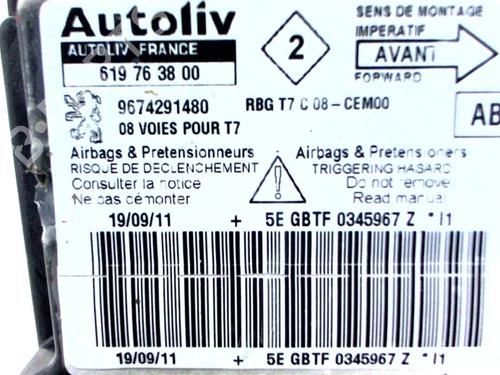 Autoliv
AUTOLIV FRANCE
619 76 38 00
2
SENS DE MONTAGE
IMPERATIF
AVANT
FORWARD
9674291480
RBG T7 C 08-CEM00
08 VOIES POUR T7
AB
Airbags & Pretensionneurs
RISQUE DE DECLENCHEMENT
Consulter la notice
Ne pas démonter
Airbags & Pretensioners
TRIGGERING HASARD
Do not remove
Read manual
19/09/11 + 5E GBTF 0345967 Z * /1
19/09/11 + 5E GBTF 0345967 Z * /1